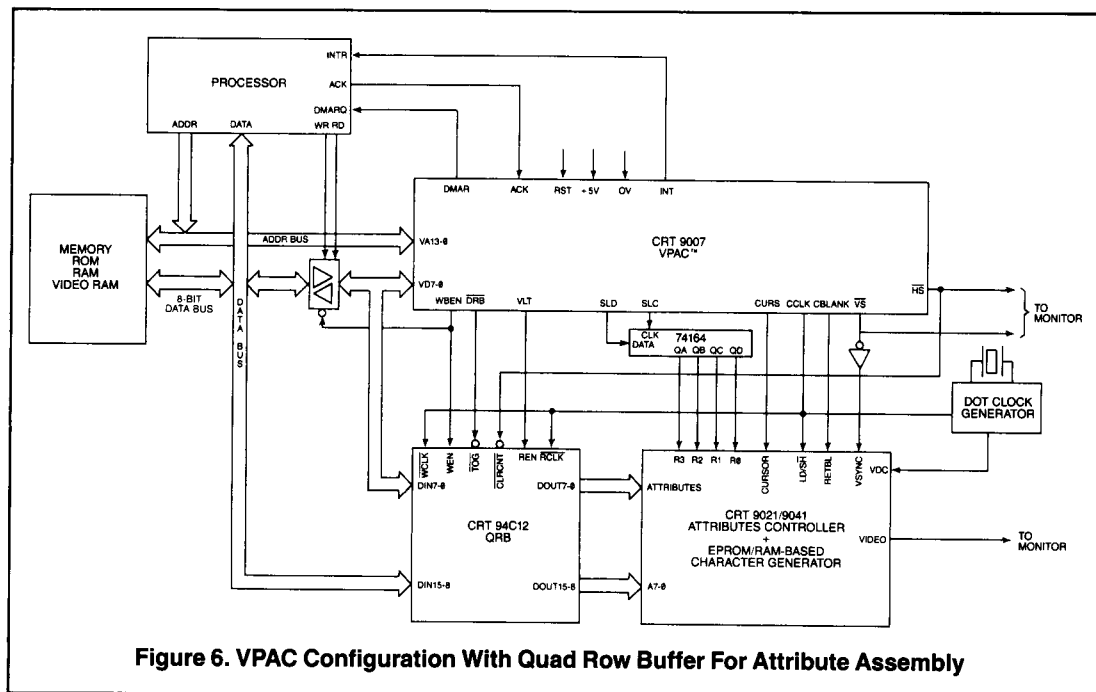 PROCESSOR
INTR
ACK
DMARQ
ADDR
DATA
WR RD
MEMORY
ROM
RAM
VIDEO RAM
ADDR BUS
8-BIT
DATA BUS
DATA BUS
DMAR
ACK
RST
+5V
OV
INT
CRT 9007
VPAC™
VA13-0
VD7-0
WBEN
DRB
VLT
SLD
SLC
CURS
CCLK
CBLANK
VS
HS
TO
MONITOR
CLK
DATA
74164
QA
QB
QC
QD
DOT CLOCK
GENERATOR
WCLK
WEN
TOG
CLRCNT
REN
RCLK
DIN7-0
DOUT7-0
CRT 94C12
QRB
DIN15-8
DOUT15-8
R3
R2
R1
R0
CURSOR
LD/SH
RETBL
VSYNC
VDC
ATTRIBUTES
CRT 9021/9041
ATTRIBUTES CONTROLLER
+
EPROM/RAM-BASED
CHARACTER GENERATOR
VIDEO
A7-0
TO
MONITOR
Figure 6. VPAC Configuration With Quad Row Buffer For Attribute Assembly